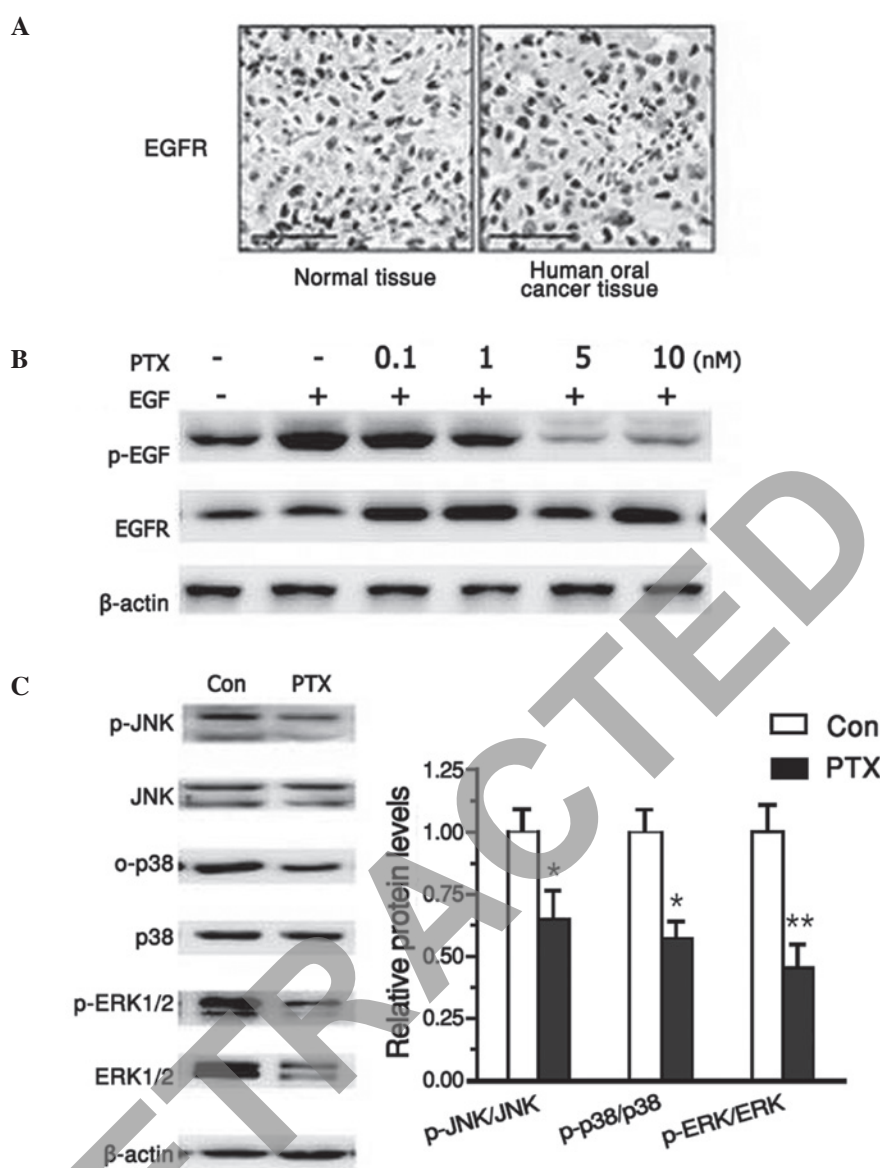 A
EGFR
Normal tissue
Human oral
cancer tissue
B
PTX - - 0.1 1 5 10 (nM)
EGF - + + + + +
p-EGF
EGFR
β-actin
C
Con PTX
p-JNK
JNK
o-p38
p38
p-ERK1/2
ERK1/2
β-actin
Con
PTX
Relative protein levels
1.25
1.00
0.75
0.50
0.25
0.00
* * **
p-JNK/JNK p-p38/p38 p-ERK/ERK
RETRACTED